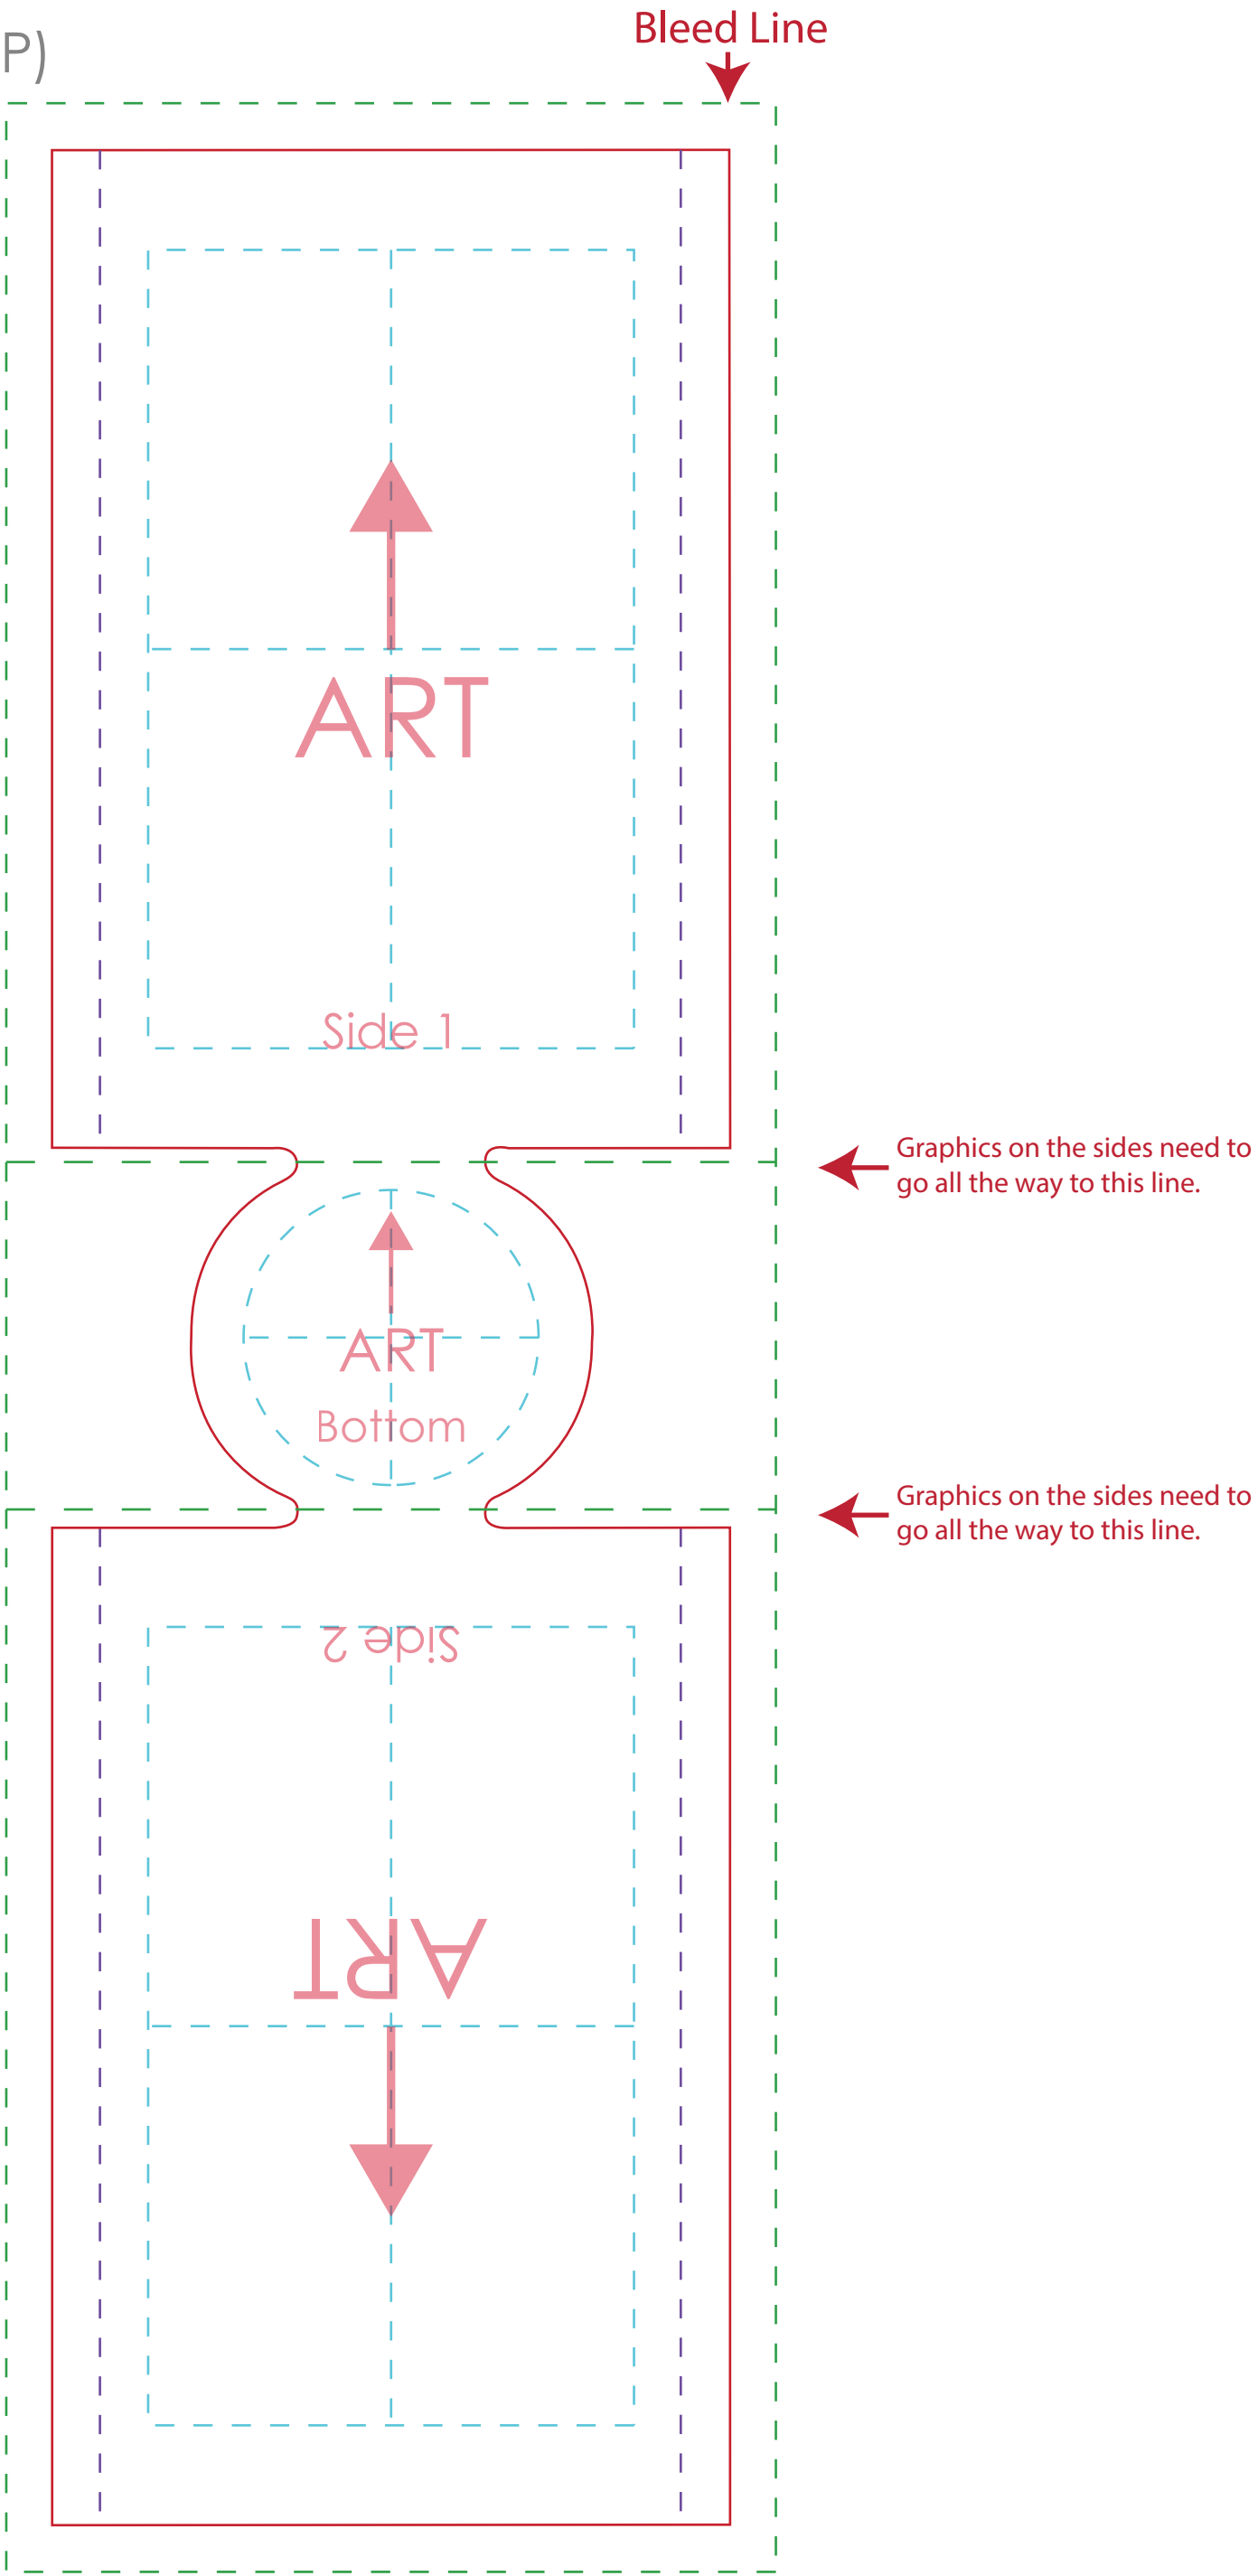 Bleed Line
P)
ART
Side 1
Graphics on the sides need to
go all the way to this line.
ART
Bottom
Graphics on the sides need to
go all the way to this line.
Side 2
ART